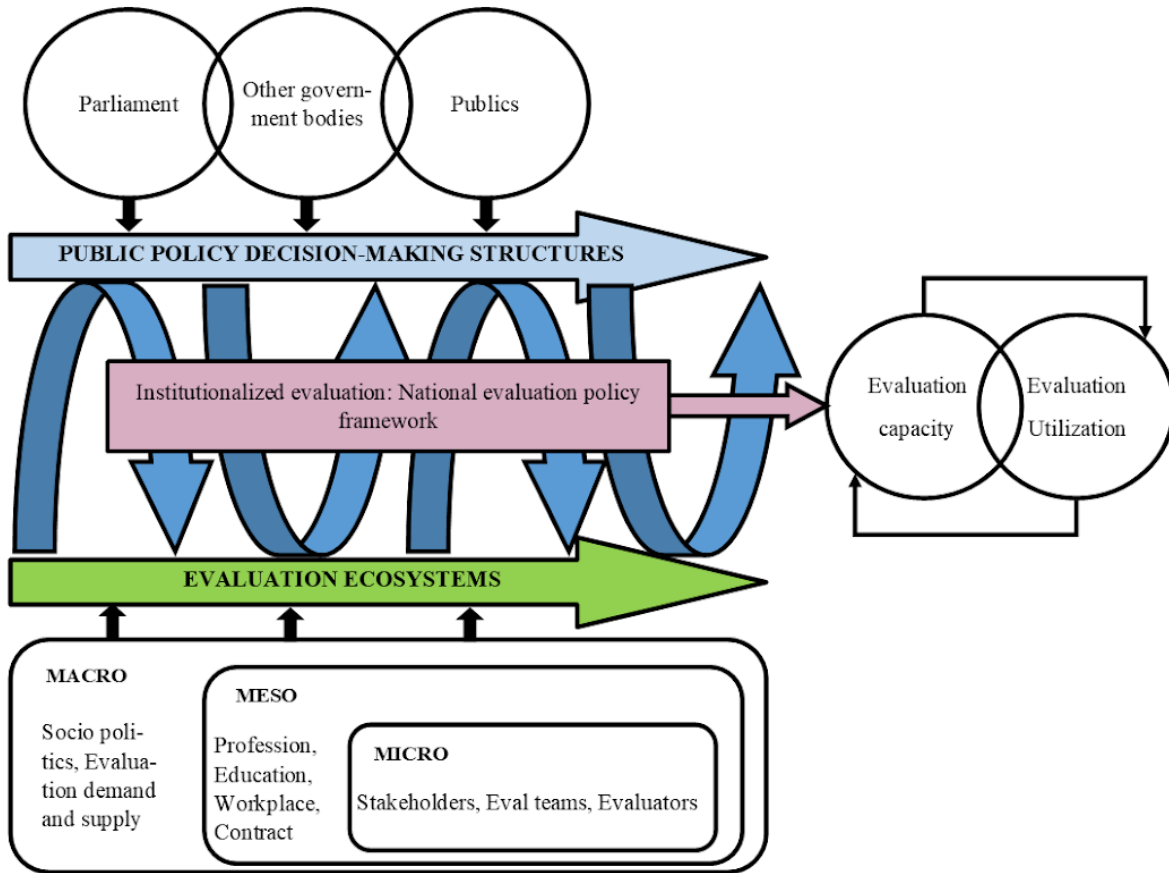 Parliament
Other govern-
ment bodies
Publics
PUBLIC POLICY DECISION-MAKING STRUCTURES
Institutionalized evaluation: National evaluation policy
framework
Evaluation
capacity
Evaluation
Utilization
EVALUATION ECOSYSTEMS
MACRO
Socio poli-
tics, Evalua-
tion demand
and supply
MESO
Profession,
Education,
Workplace,
Contract
MICRO
Stakeholders, Eval teams, Evaluators